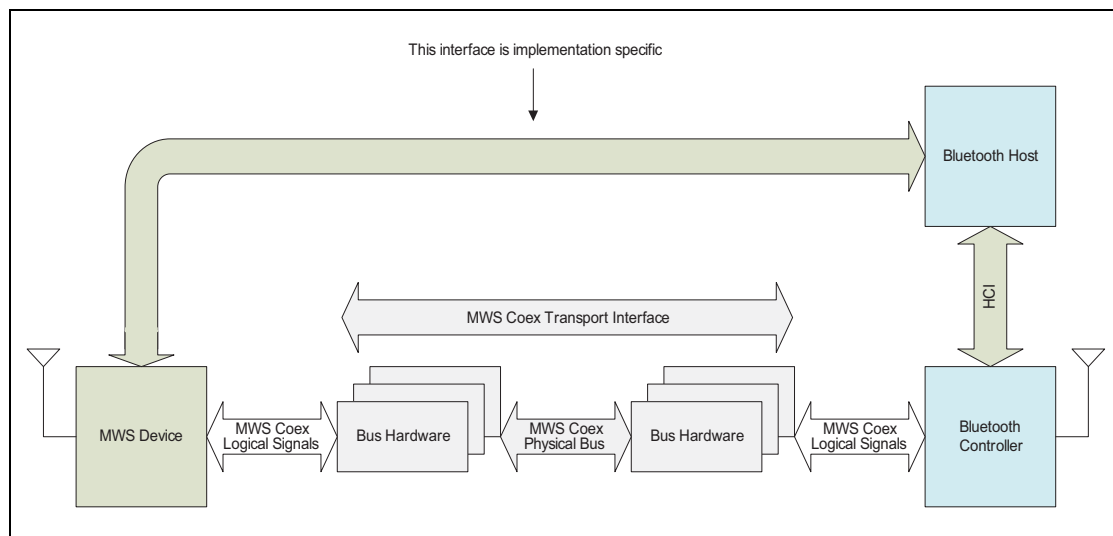 This interface is implementation specific
Bluetooth Host
HCI
MWS Coex Transport Interface
MWS Device
MWS Coex
Logical Signals
Bus Hardware
MWS Coex
Physical Bus
Bus Hardware
MWS Coex
Logical Signals
Bluetooth
Controller